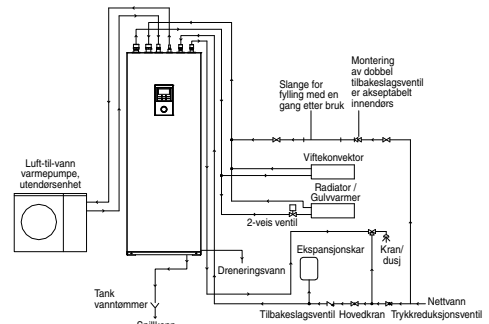 Montering
av dobbel
tilbakeslagsventil
er akseptabelt
innendørs
Slange for
fylling med en
gang etter bruk
Luft-til-vann
varmepumpe,
utendørsenhet
Viftekonvektor
Radiator /
Gulvvarmer
2-veis ventil
Ekspansjonskar
Kran/
dusj
Dreneringsvann
Tank
vanntømmer
Nettvann
Tilbakeslagsventil
Hovedkran
Trykkreduksjonsventil